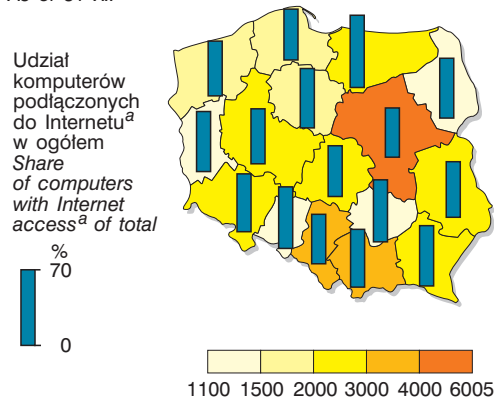 Udział
komputerów
podłączonych
do Internetu^a
w ogółem
Share
of computers
with Internet
access^a of total
%
70
0
1100 1500 2000 3000 4000 6005